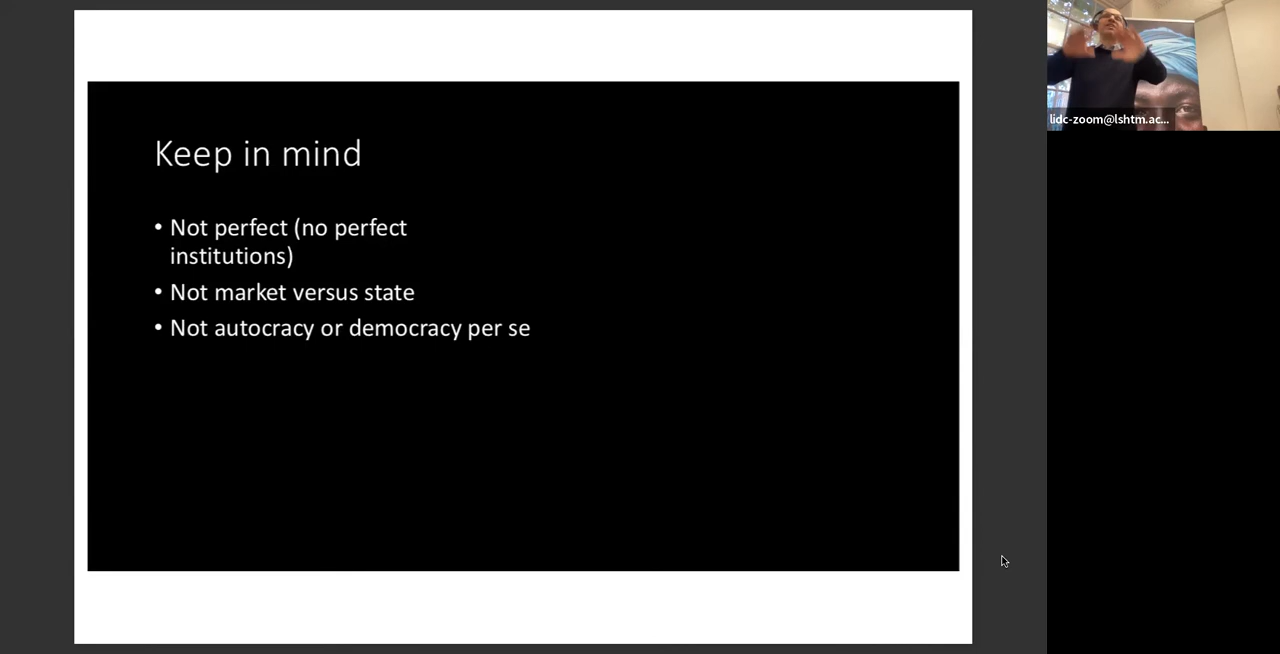 Keep in mind
• Not perfect (no perfect
institutions)
• Not market versus state
• Not autocracy or democracy per se
lidc-zoom@lshtm.ac...